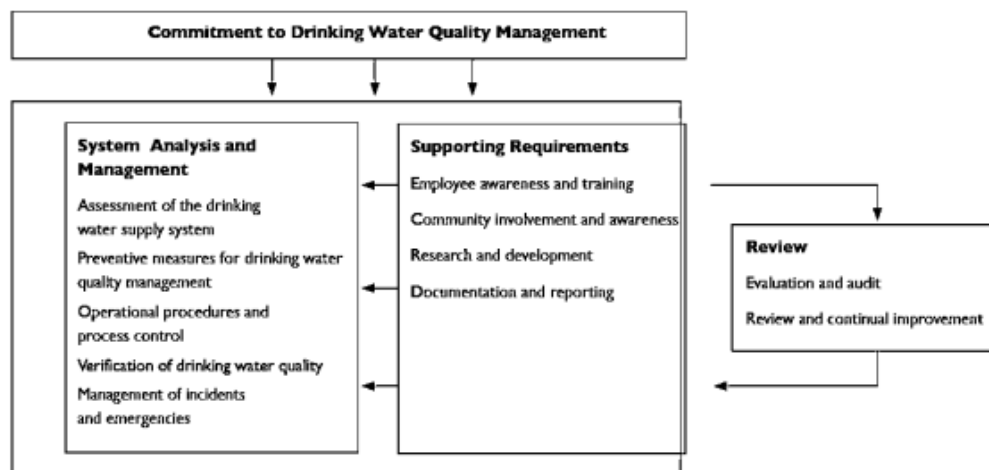 Commitment to Drinking Water Quality Management
System Analysis and
Management
Assessment of the drinking
water supply system
Preventive measures for drinking water
quality management
Operational procedures and
process control
Verification of drinking water quality
Management of incidents
and emergencies
Supporting Requirements
Employee awareness and training
Community involvement and awareness
Research and development
Documentation and reporting
Review
Evaluation and audit
Review and continual improvement